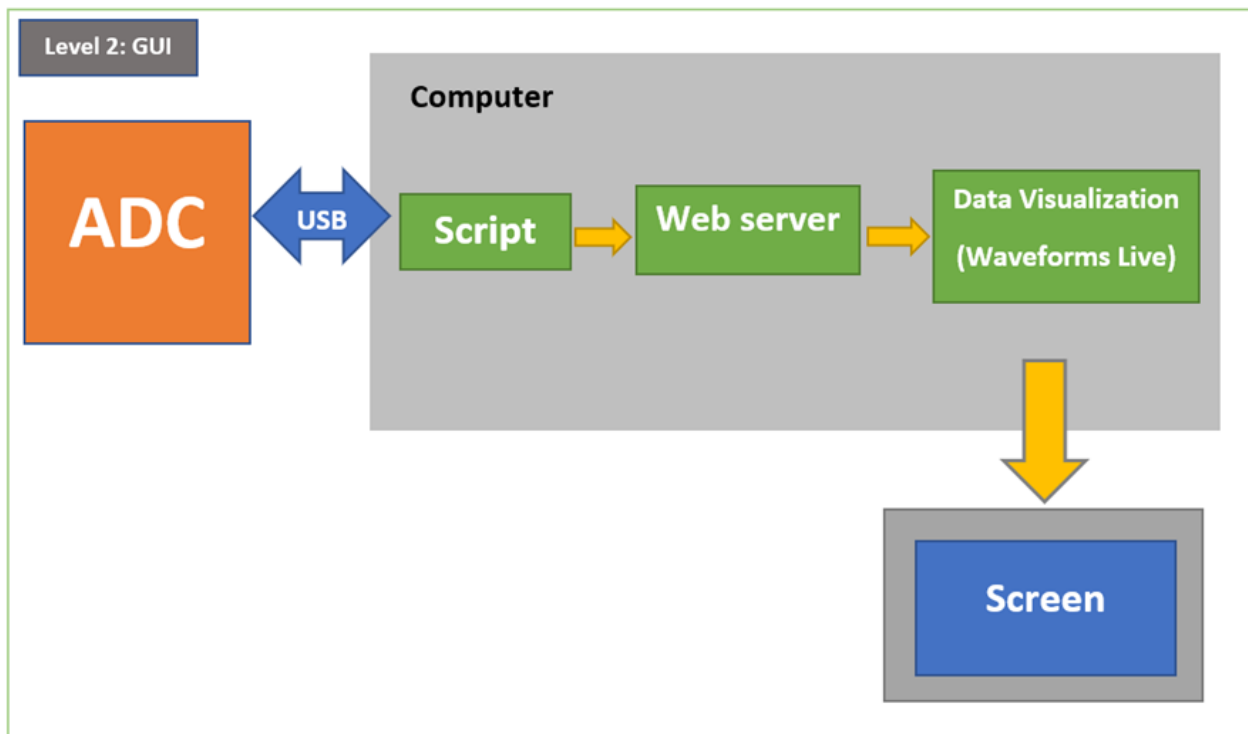 Level 2: GUI
Computer
ADC
USB
Script
Web server
Data Visualization
(Waveforms Live)
Screen